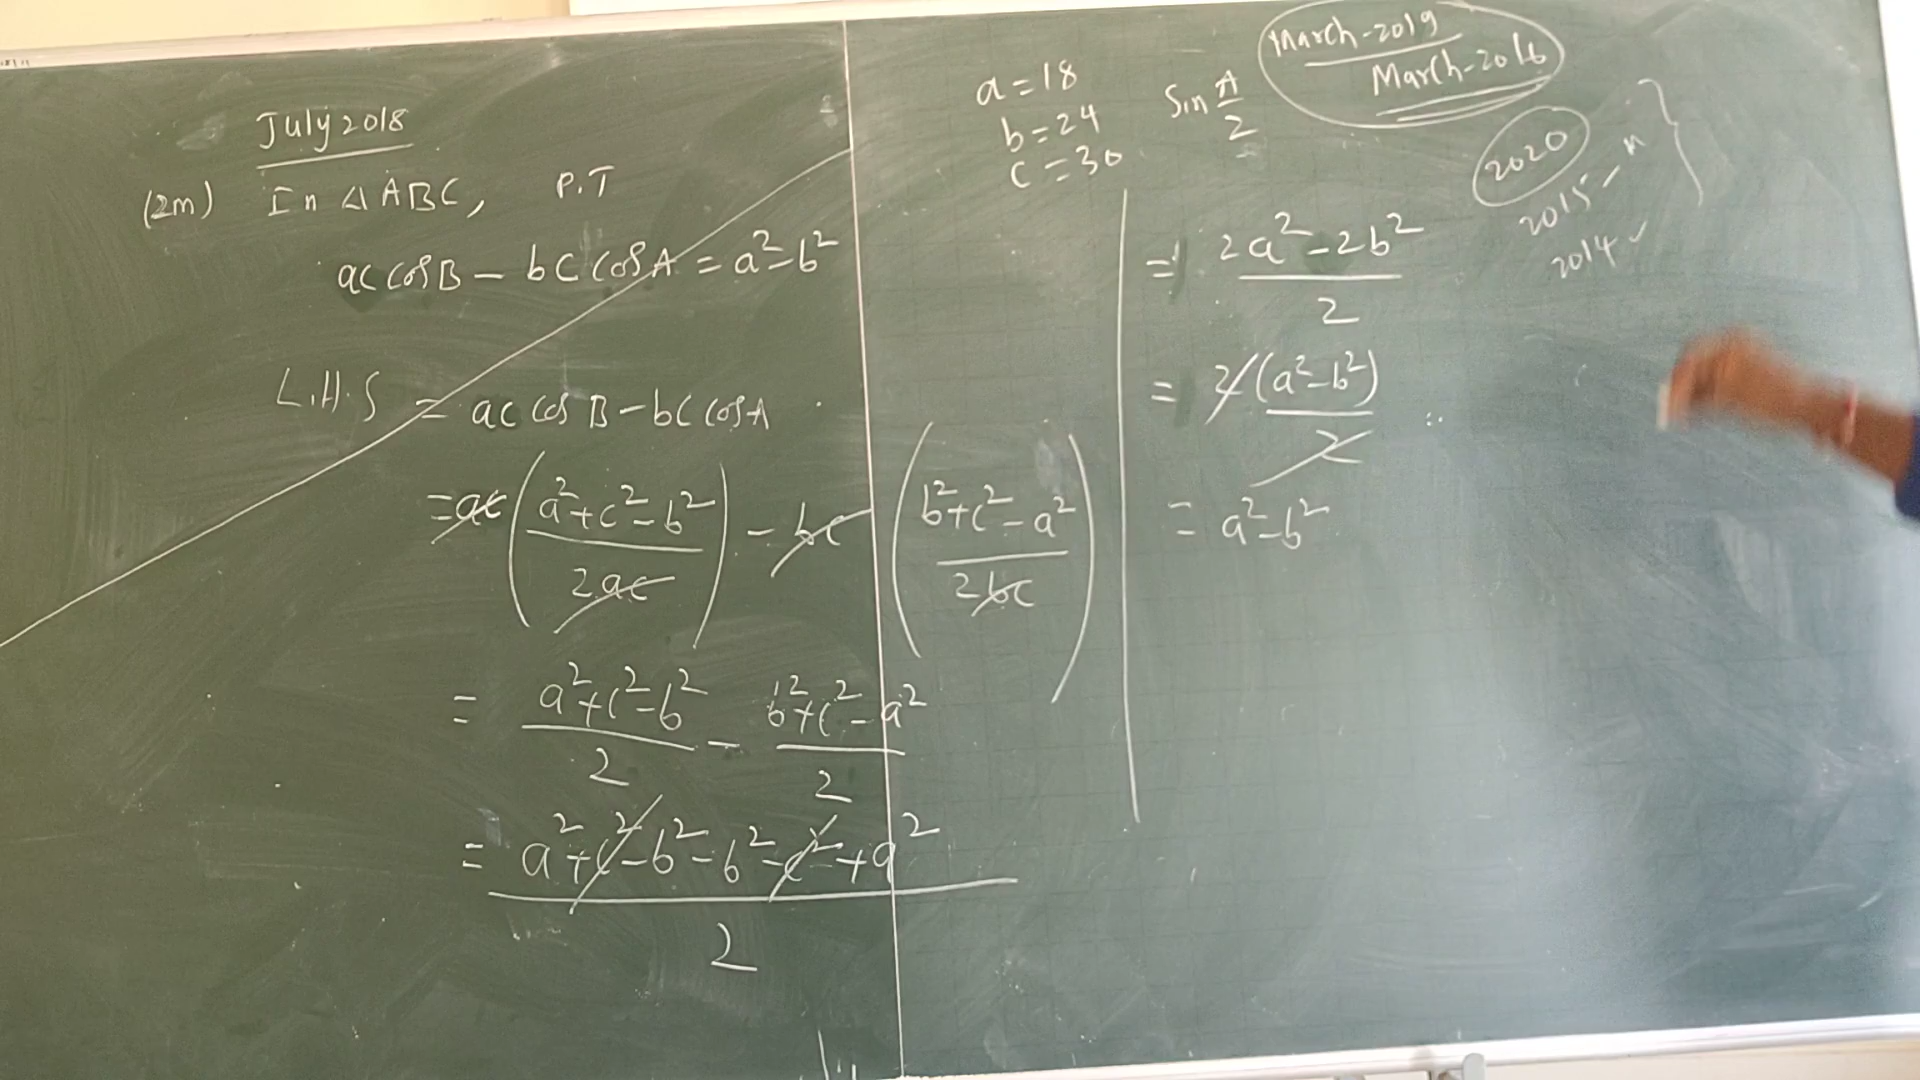 July 2018
(2m) In ΔABC, P.T
ac cosB - bc cosA = a²-b²
L.H.S = ac cosB - bc cosA
= ac ( (a²+c²-b²) / 2ac ) - bc ( (b²+c²-a²) / 2bc )
= (a²+c²-b²) / 2 - (b²+c²-a²) / 2
= (a²+c²-b²-b²-c²+a²) / 2
a=18
b=24
c=30
Sin A/2
March-2019
March-2016
2020
2015 -
2014 ✓
= (2a²-2b²) / 2
= 2(a²-b²) / 2
= a²-b²